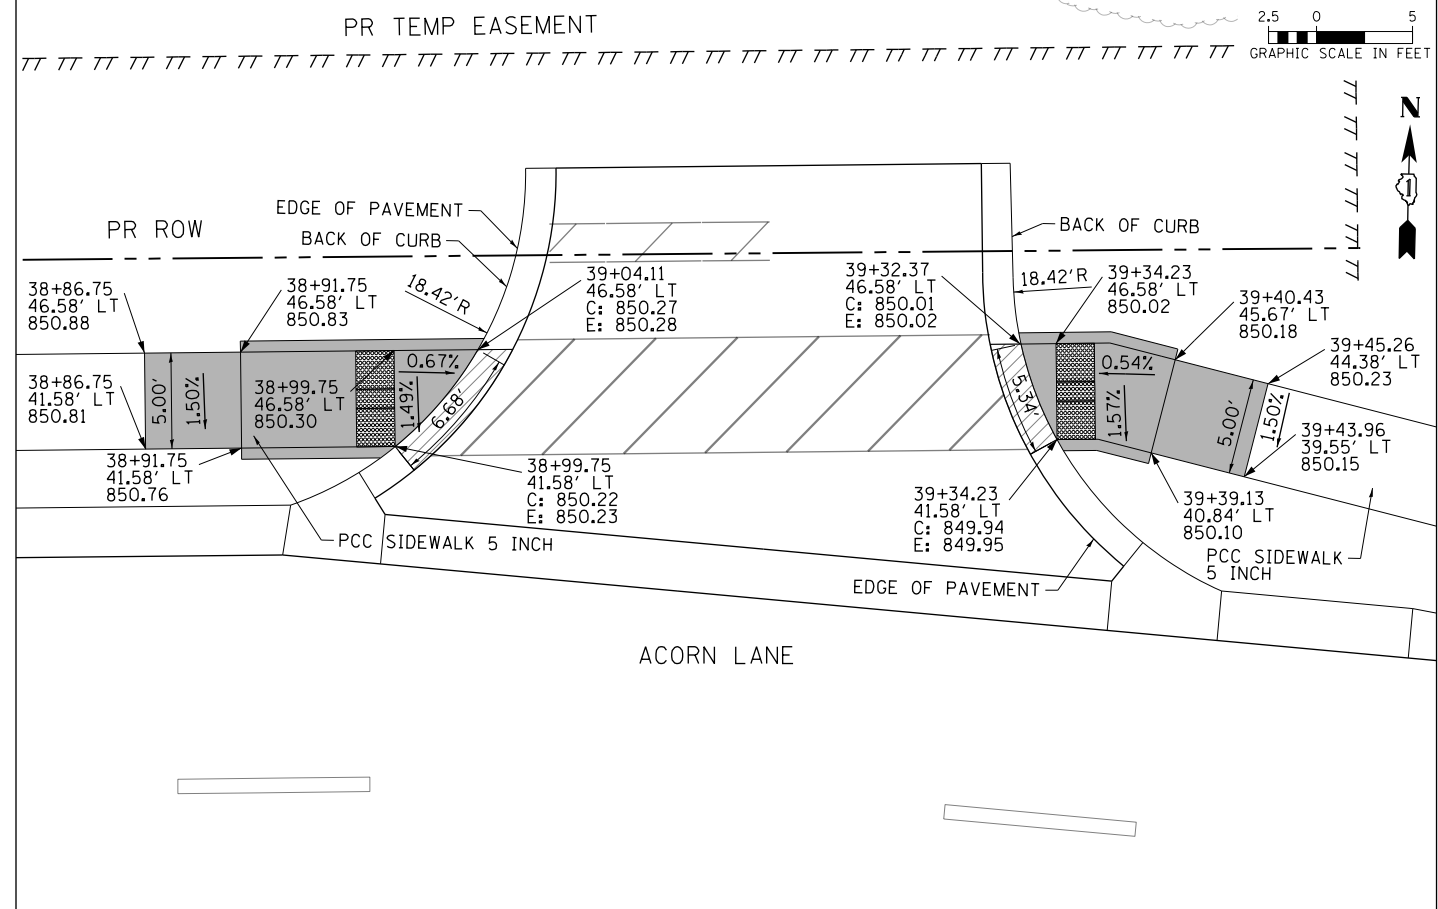 PR TEMP EASEMENT
2.5 0 5
GRAPHIC SCALE IN FEET
N
1
EDGE OF PAVEMENT
BACK OF CURB
PR ROW
BACK OF CURB
38+86.75
46.58' LT
850.88
38+91.75
46.58' LT
850.83
18.42'R
39+04.11
46.58' LT
C: 850.27
E: 850.28
39+32.37
46.58' LT
C: 850.01
E: 850.02
18.42'R
39+34.23
46.58' LT
850.02
39+40.43
45.67' LT
850.18
39+45.26
44.38' LT
850.23
38+86.75
41.58' LT
850.81
5.00'
1.50%
38+99.75
46.58' LT
850.30
0.67%
1.49%
6.68'
5.34'
0.54%
1.57%
5.00'
1.50%
39+43.96
39.55' LT
850.15
38+91.75
41.58' LT
850.76
38+99.75
41.58' LT
C: 850.22
E: 850.23
39+34.23
41.58' LT
C: 849.94
E: 849.95
39+39.13
40.84' LT
850.10
PCC SIDEWALK 5 INCH
PCC SIDEWALK
5 INCH
EDGE OF PAVEMENT
ACORN LANE